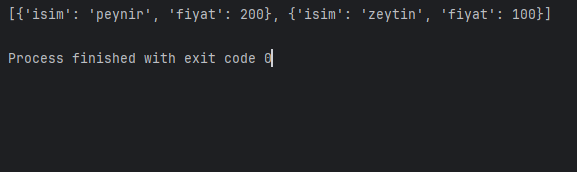 [{'isim': 'peynir', 'fiyat': 200}, {'isim': 'zeytin', 'fiyat': 100}]
Process finished with exit code 0